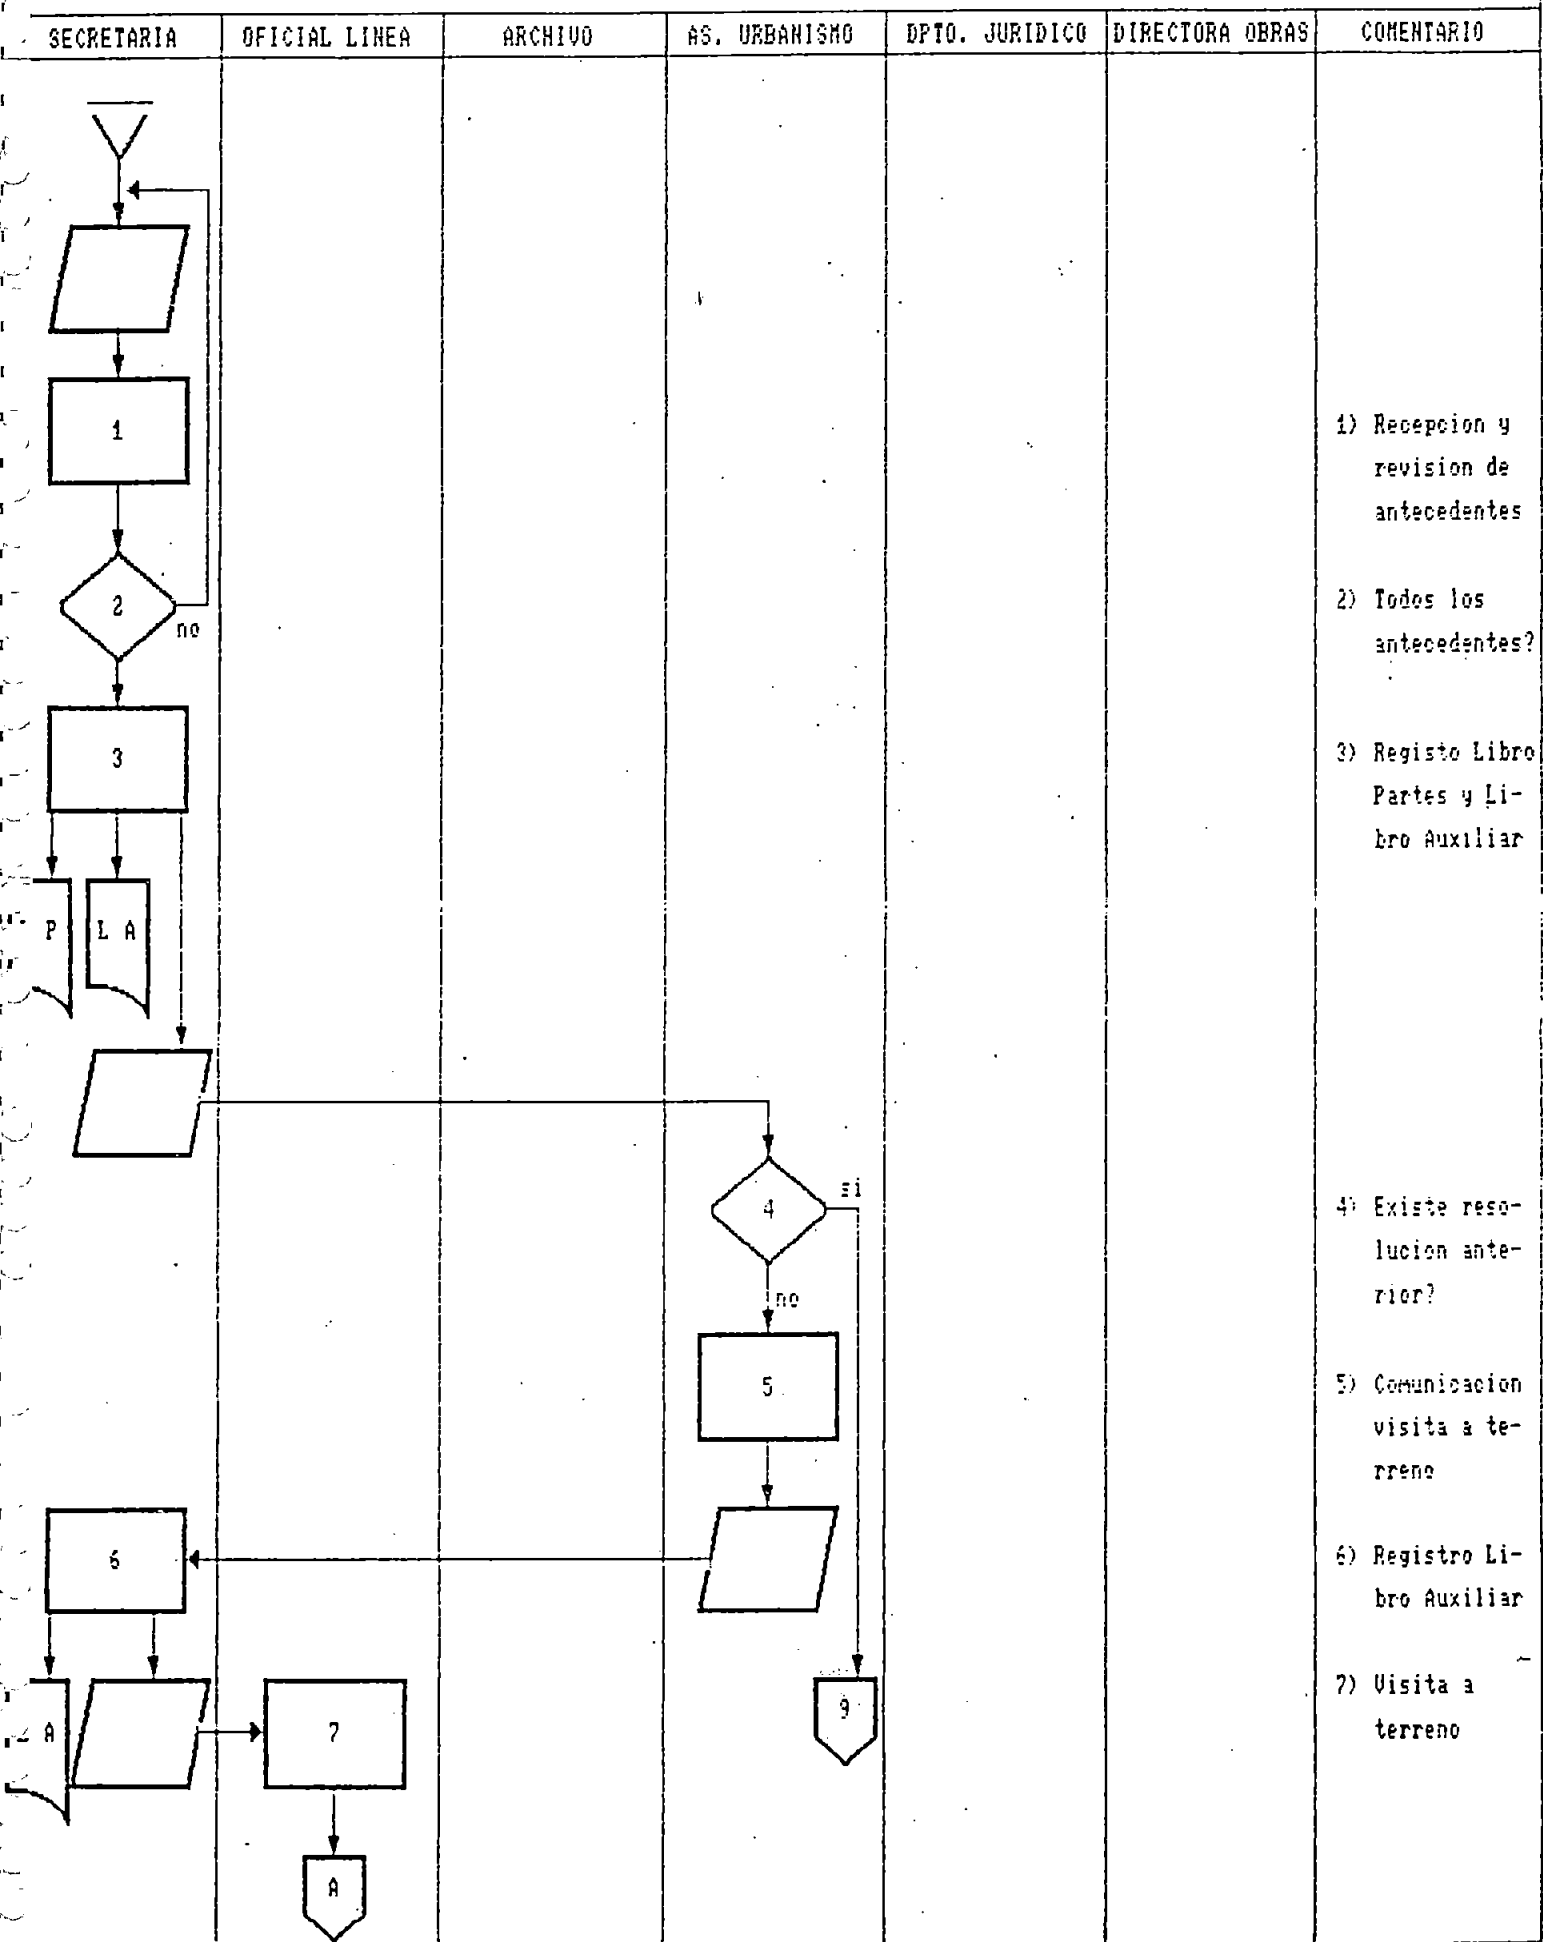 SECRETARIA OFICIAL LINEA ARCHIVO AS. URBANISMO DPTO. JURIDICO DIRECTORA OBRAS COMENTARIO
1
1) Recepcion y
revision de
antecedentes
2
no
2) Todos los
antecedentes?
3
3) Registo Libro
Partes y Li-
bro Auxiliar
P
L A
4
si
no
4) Existe reso-
lucion ante-
rior?
5
5) Comunicacion
visita a te-
rreno
6
6) Registro Li-
bro Auxiliar
A
7
9
7) Visita a
terreno
A